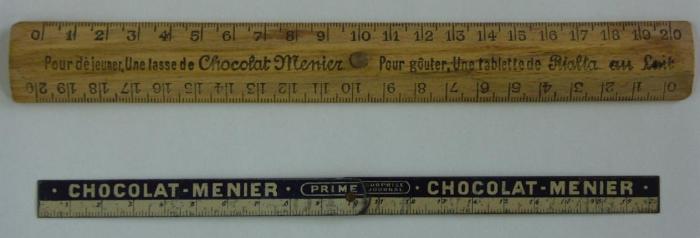 0 1 2 3 4 5 6 7 8 9 10 11 12 13 14 15 16 17 18 19 20
Pour déjeuner, Une tasse de Chocolat Menier Pour goûter, Une tablette de Rialta au Lait
0 1 2 3 4 5 6 7 8 9 10 11 12 13 14 15 16 17 18 19 20
· CHOCOLAT-MENIER · PRIME SURPRISE JOURNAL · CHOCOLAT-MENIER ·